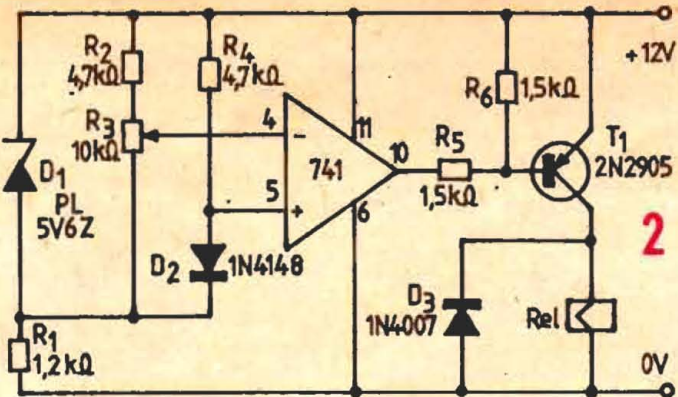 R2
4,7kΩ
R4
4,7kΩ
+12V
R3
10kΩ
4
-
11
R6
1,5kΩ
T1
2N2905
741
10
R5
1,5kΩ
D1
PL
5V6Z
5
+
6
2
D2
1N4148
D3
1N4007
Rel
R1
1,2kΩ
0V